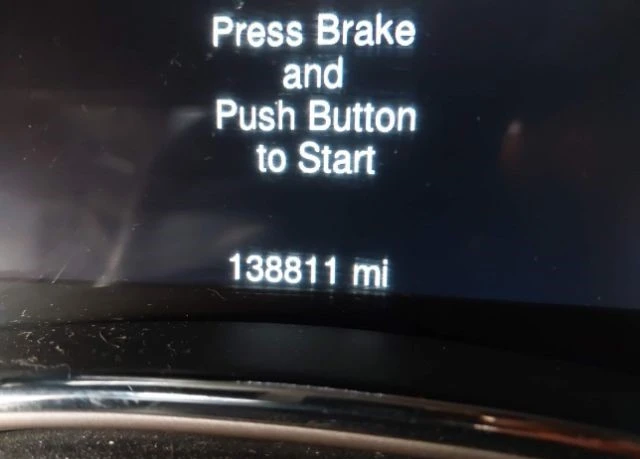 Press Brake
and
Push Button
to Start
138811 mi